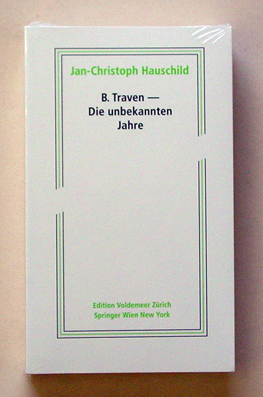 Jan-Christoph Hauschild
B. Traven —
Die unbekannten
Jahre
Edition Voldemeer Zürich
Springer Wien New York